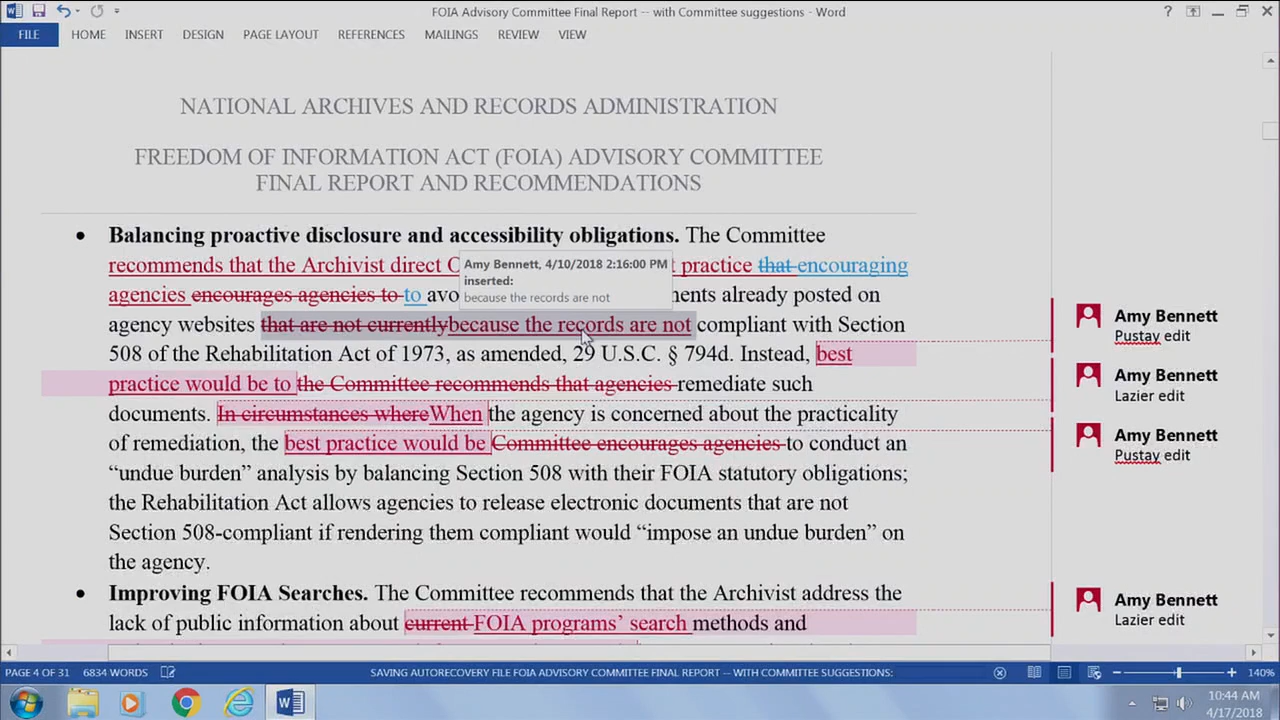 FOIA Advisory Committee Final Report -- with Committee suggestions - Word
FILE HOME INSERT DESIGN PAGE LAYOUT REFERENCES MAILINGS REVIEW VIEW
NATIONAL ARCHIVES AND RECORDS ADMINISTRATION
FREEDOM OF INFORMATION ACT (FOIA) ADVISORY COMMITTEE
FINAL REPORT AND RECOMMENDATIONS
• Balancing proactive disclosure and accessibility obligations. The Committee
recommends that the Archivist direct O
Amy Bennett, 4/10/2018 2:16:00 PM
inserted:
because the records are not
t practice that encouraging
agencies encourages agencies to to avo
ments already posted on
agency websites that are not currentlybecause the records are not compliant with Section
508 of the Rehabilitation Act of 1973, as amended, 29 U.S.C. § 794d. Instead, best
practice would be to the Committee recommends that agencies remediate such
documents. In circumstances whereWhen the agency is concerned about the practicality
of remediation, the best practice would be Committee encourages agencies to conduct an
“undue burden” analysis by balancing Section 508 with their FOIA statutory obligations;
the Rehabilitation Act allows agencies to release electronic documents that are not
Section 508-compliant if rendering them compliant would “impose an undue burden” on
the agency.
• Improving FOIA Searches. The Committee recommends that the Archivist address the
lack of public information about current FOIA programs’ search methods and
Amy Bennett
Pustay edit
Amy Bennett
Lazier edit
Amy Bennett
Pustay edit
Amy Bennett
Lazier edit
PAGE 4 OF 31 6834 WORDS SAVING AUTORECOVERY FILE FOIA ADVISORY COMMITTEE FINAL REPORT -- WITH COMMITTEE SUGGESTIONS: 140%
10:44 AM
4/17/2018